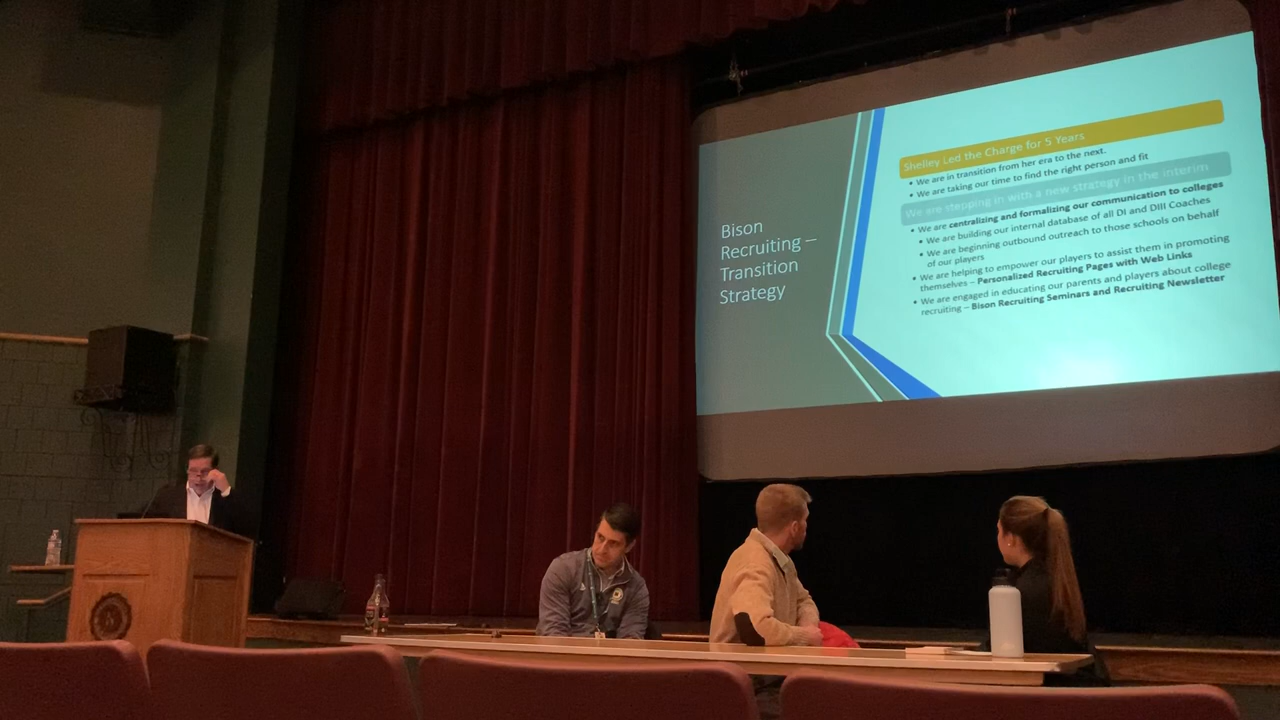 Bison
Recruiting –
Transition
Strategy
Shelley Led the Charge for 5 Years
• We are in transition from her era to the next.
• We are taking our time to find the right person and fit
We are stepping in with a new strategy in the interim
• We are centralizing and formalizing our communication to colleges
• We are building our internal database of all DI and DIII Coaches
• We are beginning outbound outreach to those schools on behalf
of our players
• We are helping to empower our players to assist them in promoting
themselves – Personalized Recruiting Pages with Web Links
• We are engaged in educating our parents and players about college
recruiting – Bison Recruiting Seminars and Recruiting Newsletter